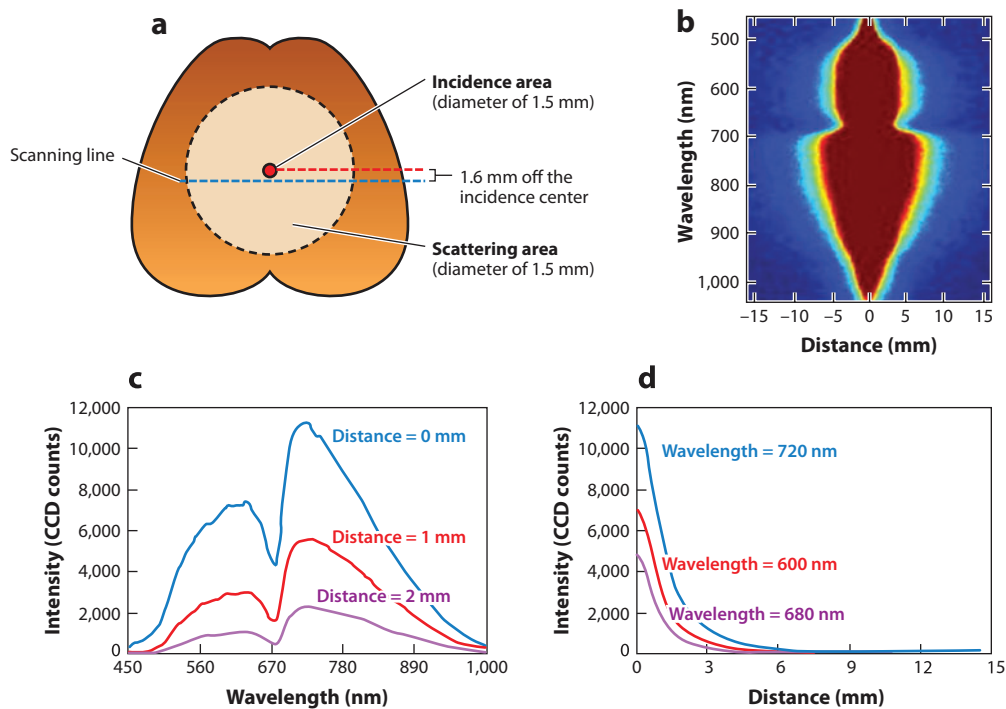 a
Incidence area
(diameter of 1.5 mm)
Scanning line
1.6 mm off the
incidence center
Scattering area
(diameter of 1.5 mm)
b
Wavelength (nm)
500
600
700
800
900
1,000
–15
–10
–5
0
5
10
15
Distance (mm)
c
Intensity (CCD counts)
12,000
10,000
8,000
6,000
4,000
2,000
0
Distance = 0 mm
Distance = 1 mm
Distance = 2 mm
450
560
670
780
890
1,000
Wavelength (nm)
d
Intensity (CCD counts)
12,000
10,000
8,000
6,000
4,000
2,000
0
Wavelength = 720 nm
Wavelength = 600 nm
Wavelength = 680 nm
0
3
6
9
12
15
Distance (mm)